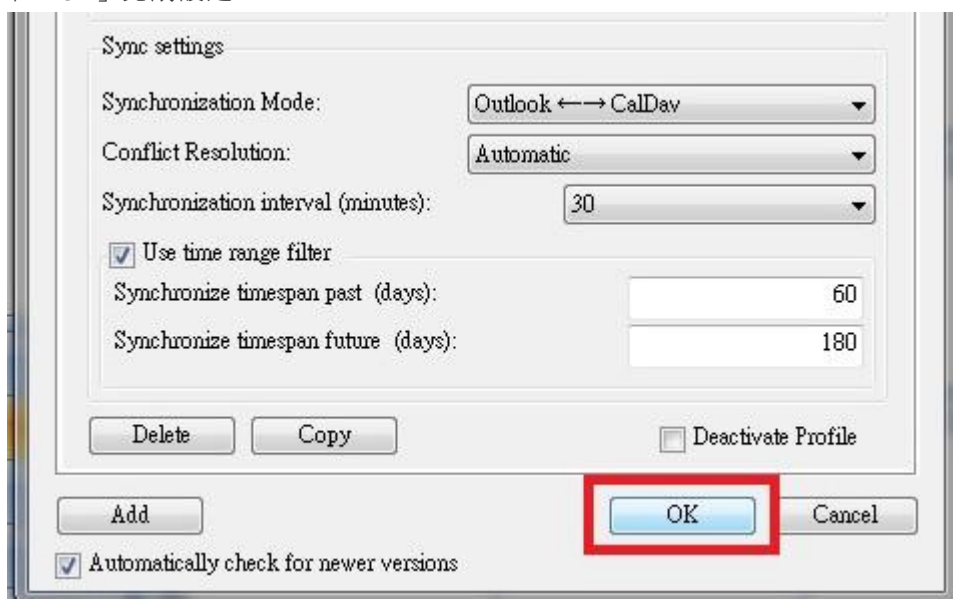 Sync settings
Synchronization Mode: Outlook ←→ CalDav
Conflict Resolution: Automatic
Synchronization interval (minutes): 30
Use time range filter
Synchronize timespan past (days): 60
Synchronize timespan future (days): 180
Delete Copy Deactivate Profile
Add OK Cancel
Automatically check for newer versions